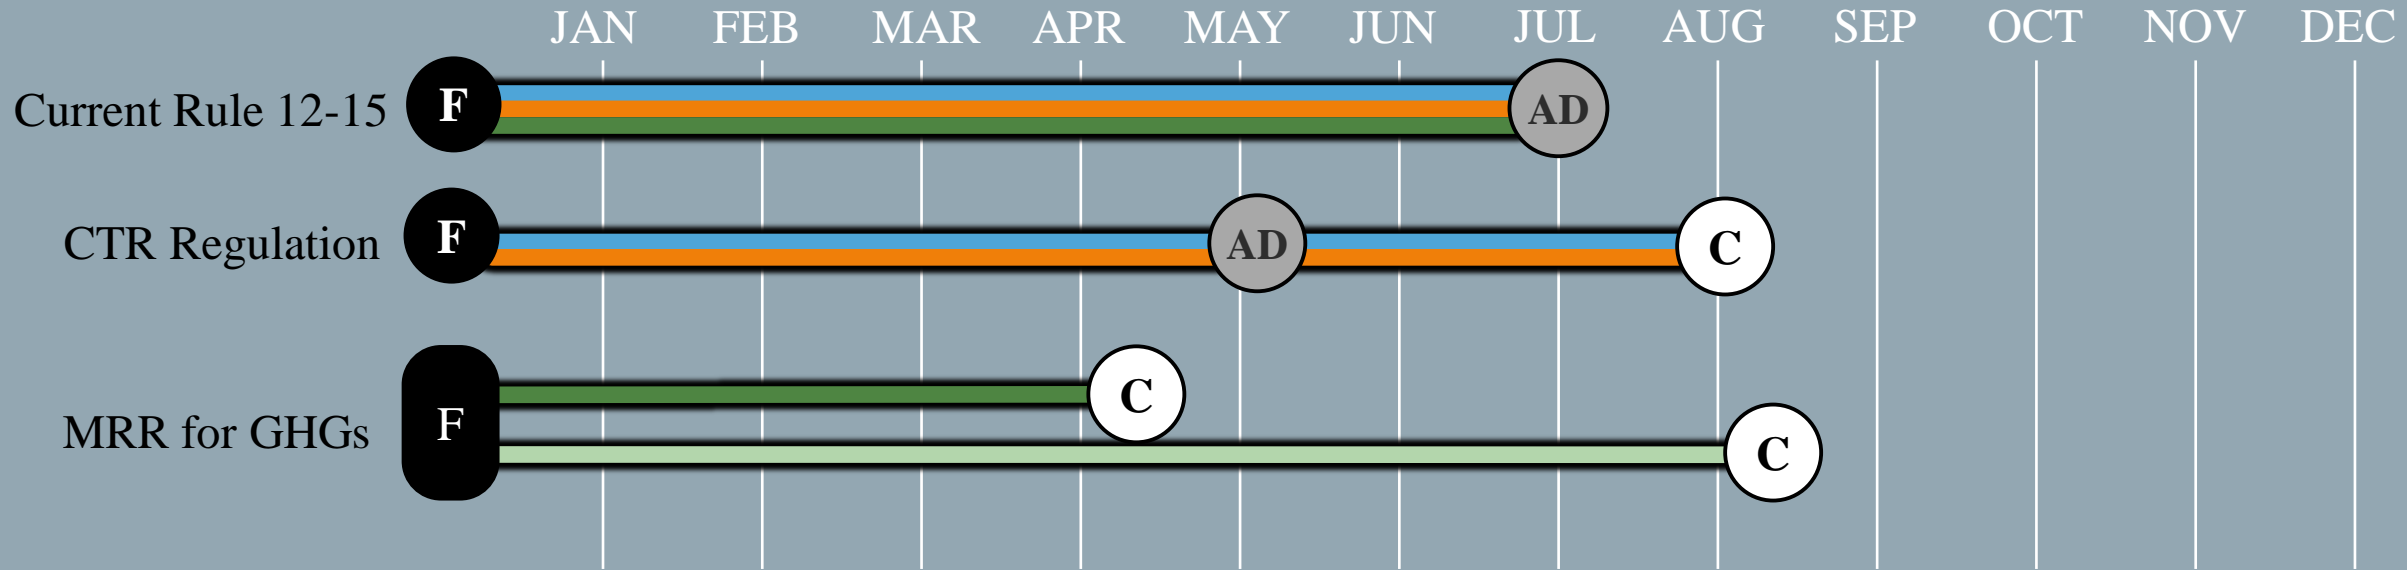 JAN FEB MAR APR MAY JUN JUL AUG SEP OCT NOV DEC
Current Rule 12-15 F AD
CTR Regulation F AD C
C
MRR for GHGs F
C